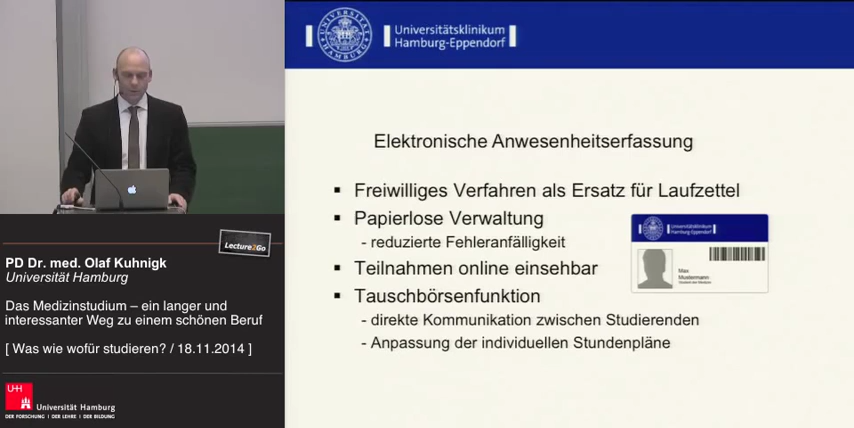 Universitätsklinikum
Hamburg-Eppendorf
UNIVERSITÄT
HAMBURG
Elektronische Anwesenheitserfassung
▪ Freiwilliges Verfahren als Ersatz für Laufzettel
▪ Papierlose Verwaltung
- reduzierte Fehleranfälligkeit
▪ Teilnahmen online einsehbar
▪ Tauschbörsenfunktion
- direkte Kommunikation zwischen Studierenden
- Anpassung der individuellen Stundenpläne
Universitätsklinikum
Hamburg-Eppendorf
Max
Mustermann
Lecture2Go
PD Dr. med. Olaf Kuhnigk
Universität Hamburg
Das Medizinstudium – ein langer und
interessanter Weg zu einem schönen Beruf
[ Was wie wofür studieren? / 18.11.2014 ]
UH
Universität Hamburg
DER FORSCHUNG | DER LEHRE | DER BILDUNG